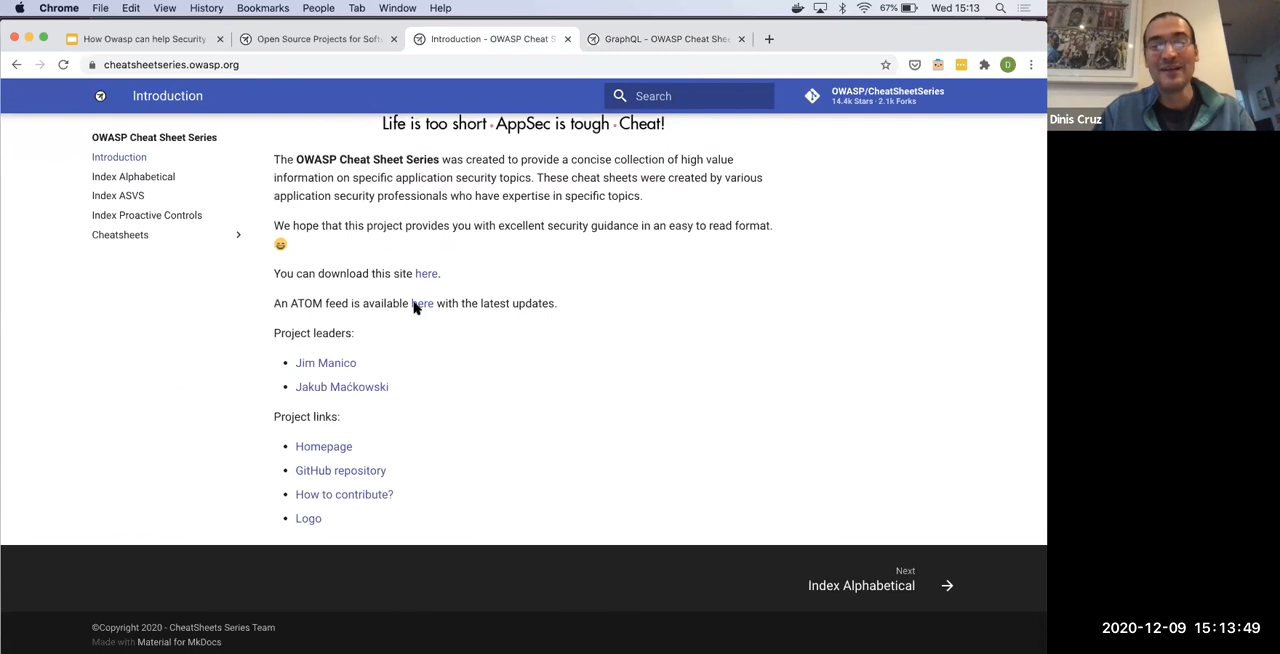 Chrome File Edit View History Bookmarks People Tab Window Help 67% Wed 15:13
How Owasp can help Security Open Source Projects for Soft Introduction - OWASP Cheat S GraphQL - OWASP Cheat She
cheatsheetseries.owasp.org D
Introduction Search OWASP/CheatSheetSeries
14.4k Stars · 2.1k Forks
Dinis Cruz
Life is too short · AppSec is tough · Cheat!
OWASP Cheat Sheet Series
Introduction
Index Alphabetical
Index ASVS
Index Proactive Controls
Cheatsheets
The OWASP Cheat Sheet Series was created to provide a concise collection of high value
information on specific application security topics. These cheat sheets were created by various
application security professionals who have expertise in specific topics.
We hope that this project provides you with excellent security guidance in an easy to read format.
😄
You can download this site here.
An ATOM feed is available here with the latest updates.
Project leaders:
• Jim Manico
• Jakub Maćkowski
Project links:
• Homepage
• GitHub repository
• How to contribute?
• Logo
Next
Index Alphabetical
©Copyright 2020 - CheatSheets Series Team
Made with Material for MkDocs
2020-12-09 15:13:49